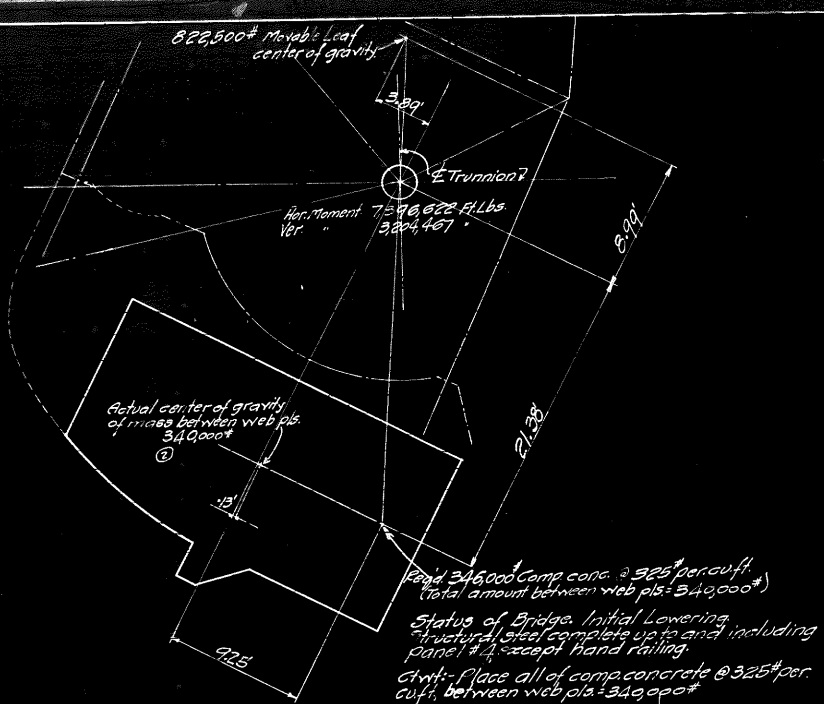 822,500# Movable Leaf
center of gravity.
3.89'
℄ Trunnion
Hor. Moment 7,396,622 Ft.Lbs.
Ver. " 3,204,467 "
8.99'
Actual center of gravity
of mass between web pls.
340,000#
2
21.38'
.13'
Req'd. 346,000# Comp. conc. @ 325# per. cu. ft.
(Total amount between web pls. = 340,000#)
Status of Bridge. Initial Lowering.
Structural steel complete up to and including
panel #4, except hand railing.
9.25'
Ctwt:- Place all of comp. concrete @ 325# per.
cu. ft, between web pls. = 340,000#